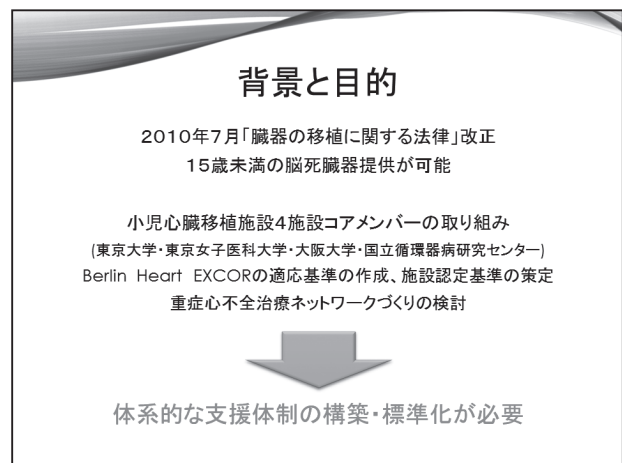 背景と目的
2010年7月「臓器の移植に関する法律」改正
15歳未満の脳死臓器提供が可能
小児心臓移植施設4施設コアメンバーの取り組み
(東京大学・東京女子医科大学・大阪大学・国立循環器病研究センター)
Berlin Heart EXCORの適応基準の作成、施設認定基準の策定
重症心不全治療ネットワークづくりの検討
体系的な支援体制の構築・標準化が必要